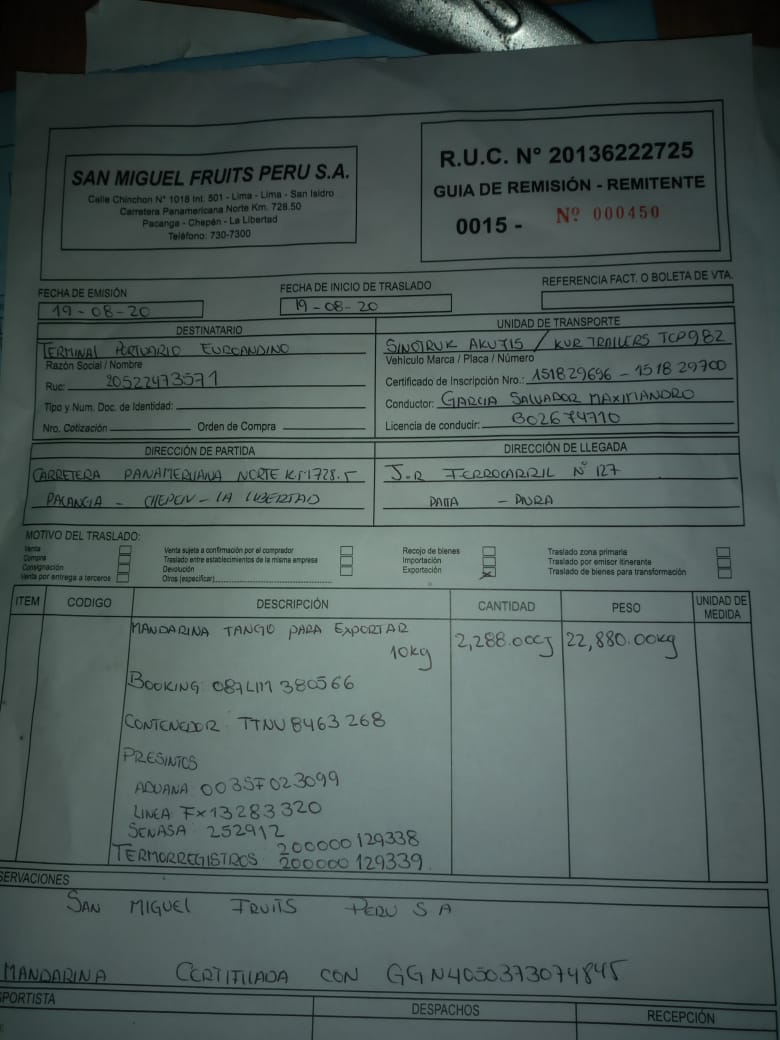 SAN MIGUEL FRUITS PERU S.A.
Calle Chinchon N° 1018 Int. 501 - Lima - Lima - San Isidro
Carretera Panamericana Norte Km. 728.50
Pacanga - Chepén - La Libertad
Teléfono: 730-7300
R.U.C. N° 20136222725
GUIA DE REMISIÓN - REMITENTE
0015 - Nº 000450
FECHA DE EMISIÓN
19-08-20
FECHA DE INICIO DE TRASLADO
19-08-20
REFERENCIA FACT. O BOLETA DE VTA.
DESTINATARIO
TERMINAL PORTUARIO EUROANDINO
Razón Social / Nombre
Ruc: 20522473571
Tipo y Num. Doc. de Identidad:
Nro. Cotización Orden de Compra
UNIDAD DE TRANSPORTE
SINOTRUK AKU715 / KUR TRAILERS TCP982
Vehículo Marca / Placa / Número
Certificado de Inscripción Nro.: 151829696 - 151829700
Conductor: GARCIA SALVADOR MAXIMANDRO
Licencia de conducir: B02674710
DIRECCIÓN DE PARTIDA
CARRETERA PANAMERICANA NORTE KM728.5
PACANGA - CHEPEN - LA LIBERTAD
DIRECCIÓN DE LLEGADA
J.R FERROCARRIL N° 127
PAITA - PIURA
MOTIVO DEL TRASLADO:
Venta
Compra
Consignación
Venta por entrega a terceros
Venta sujeta a confirmación por el comprador
Traslado entre establecimientos de la misma empresa
Devolución
Otros (especificar)
Recojo de bienes
Importación
Exportación X
Traslado zona primaria
Traslado por emisor itinerante
Traslado de bienes para transformación
ITEM CODIGO DESCRIPCIÓN CANTIDAD PESO UNIDAD DE MEDIDA
MANDARINA TANGO PARA EXPORTAR 2,288.00CJ 22,880.00kg
10kg
BOOKING 087LM1380566
CONTENEDOR TTNU8463268
PRESINTOS
ADUANA 0035F023099
LINEA Fx13283320
SENASA 252912
TERMORREGISTROS 200000129338
200000129339
SERVACIONES
SAN MIGUEL FRUITS PERU S A
MANDARINA CERTIFICADA CON GGN4050373074845
SPORTISTA DESPACHOS RECEPCIÓN